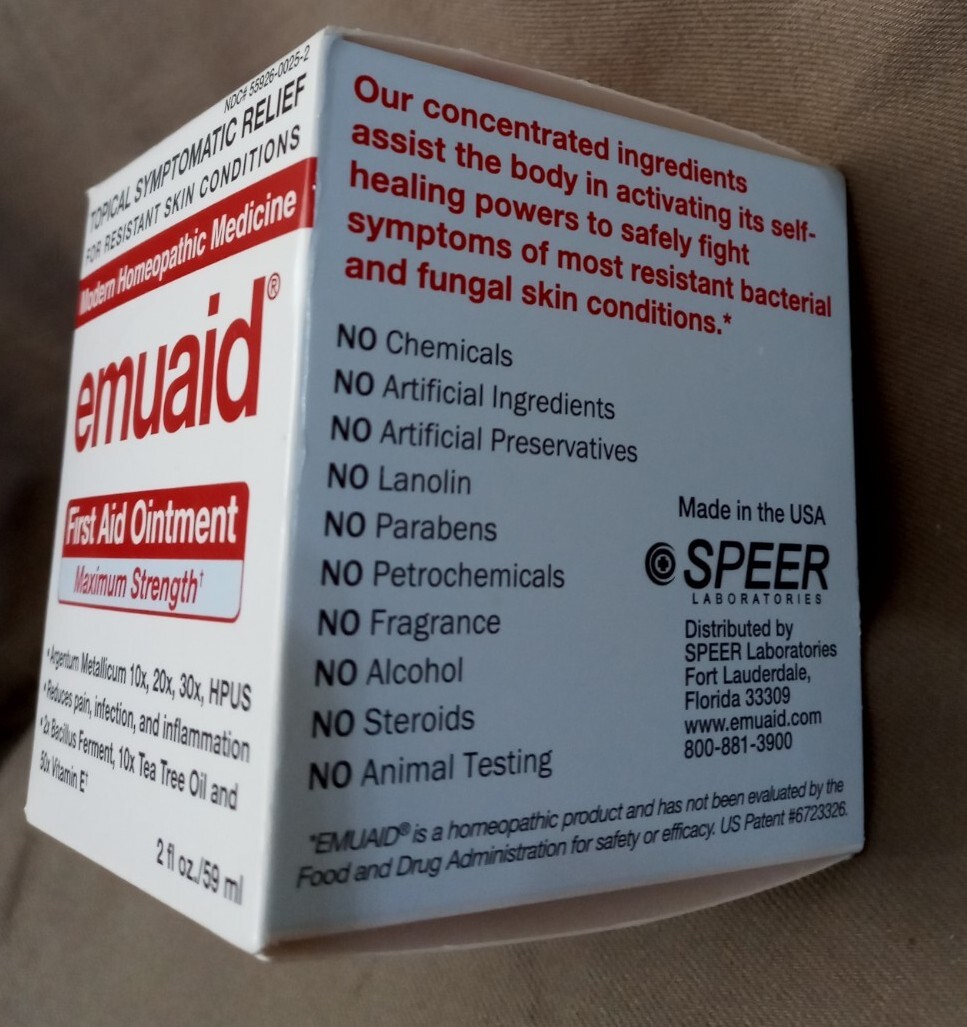 NDC# 55926-0025-2
TOPICAL SYMPTOMATIC RELIEF
FOR RESISTANT SKIN CONDITIONS
Modern Homeopathic Medicine
emuaid®
First Aid Ointment
Maximum Strength†
• Argentum Metallicum 10x, 20x, 30x, HPUS
• Reduces pain, infection, and inflammation
• 2x Bacillus Ferment, 10x Tea Tree Oil and
50x Vitamin E†
2 fl oz./59 ml
Our concentrated ingredients
assist the body in activating its self-
healing powers to safely fight
symptoms of most resistant bacterial
and fungal skin conditions.*
NO Chemicals
NO Artificial Ingredients
NO Artificial Preservatives
NO Lanolin
NO Parabens
NO Petrochemicals
NO Fragrance
NO Alcohol
NO Steroids
NO Animal Testing
Made in the USA
SPEER
LABORATORIES
Distributed by
SPEER Laboratories
Fort Lauderdale,
Florida 33309
www.emuaid.com
800-881-3900
*EMUAID® is a homeopathic product and has not been evaluated by the
Food and Drug Administration for safety or efficacy. US Patent #6723326.